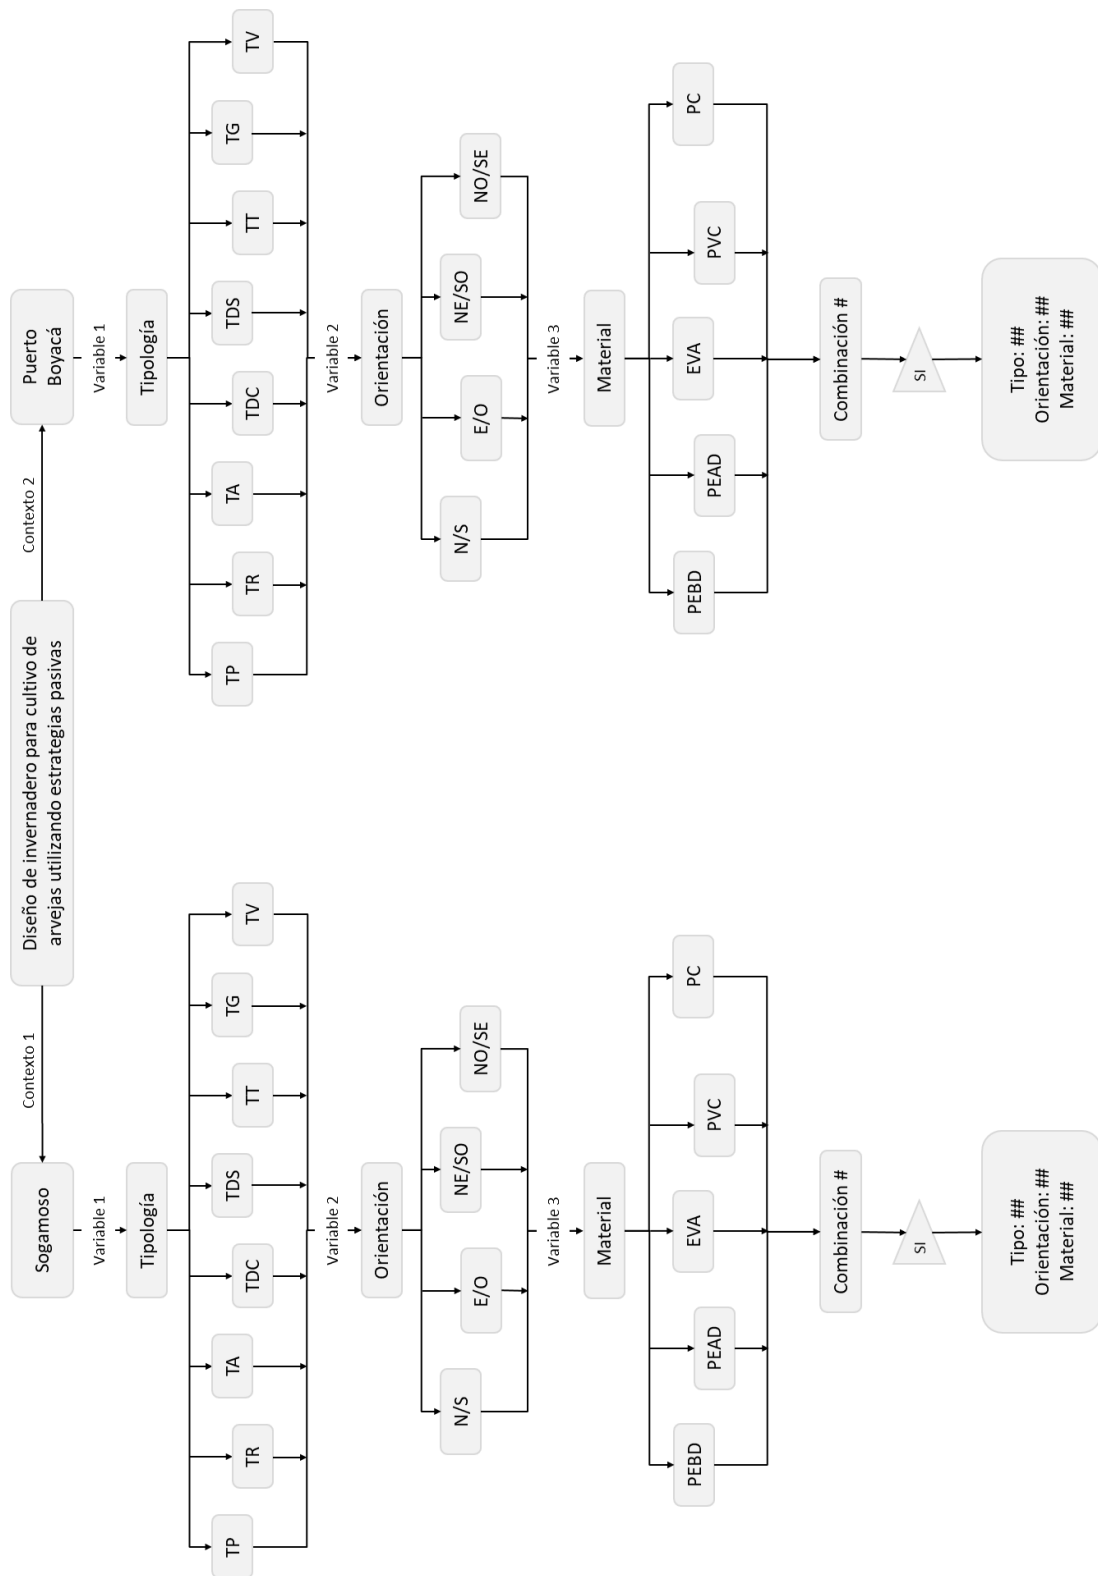 Diseño de invernadero para cultivo de
arvejas utilizando estrategias pasivas
Contexto 1
Contexto 2
Sogamoso
Variable 1
Tipología
TP
TR
TA
TDC
TDS
TT
TG
TV
Variable 2
Orientación
N/S
E/O
NE/SO
NO/SE
Variable 3
Material
PEBD
PEAD
EVA
PVC
PC
Combinación #
SI
Tipo: ##
Orientación: ##
Material: ##
Puerto
Boyacá
Variable 1
Tipología
TP
TR
TA
TDC
TDS
TT
TG
TV
Variable 2
Orientación
N/S
E/O
NE/SO
NO/SE
Variable 3
Material
PEBD
PEAD
EVA
PVC
PC
Combinación #
SI
Tipo: ##
Orientación: ##
Material: ##